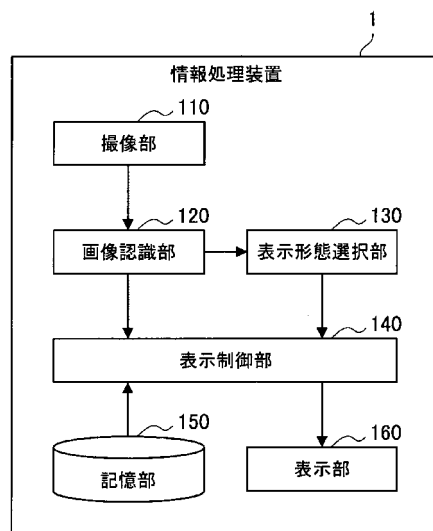 1
情報処理装置
110
撮像部
120
130
画像認識部
表示形態選択部
140
表示制御部
150
160
記憶部
表示部